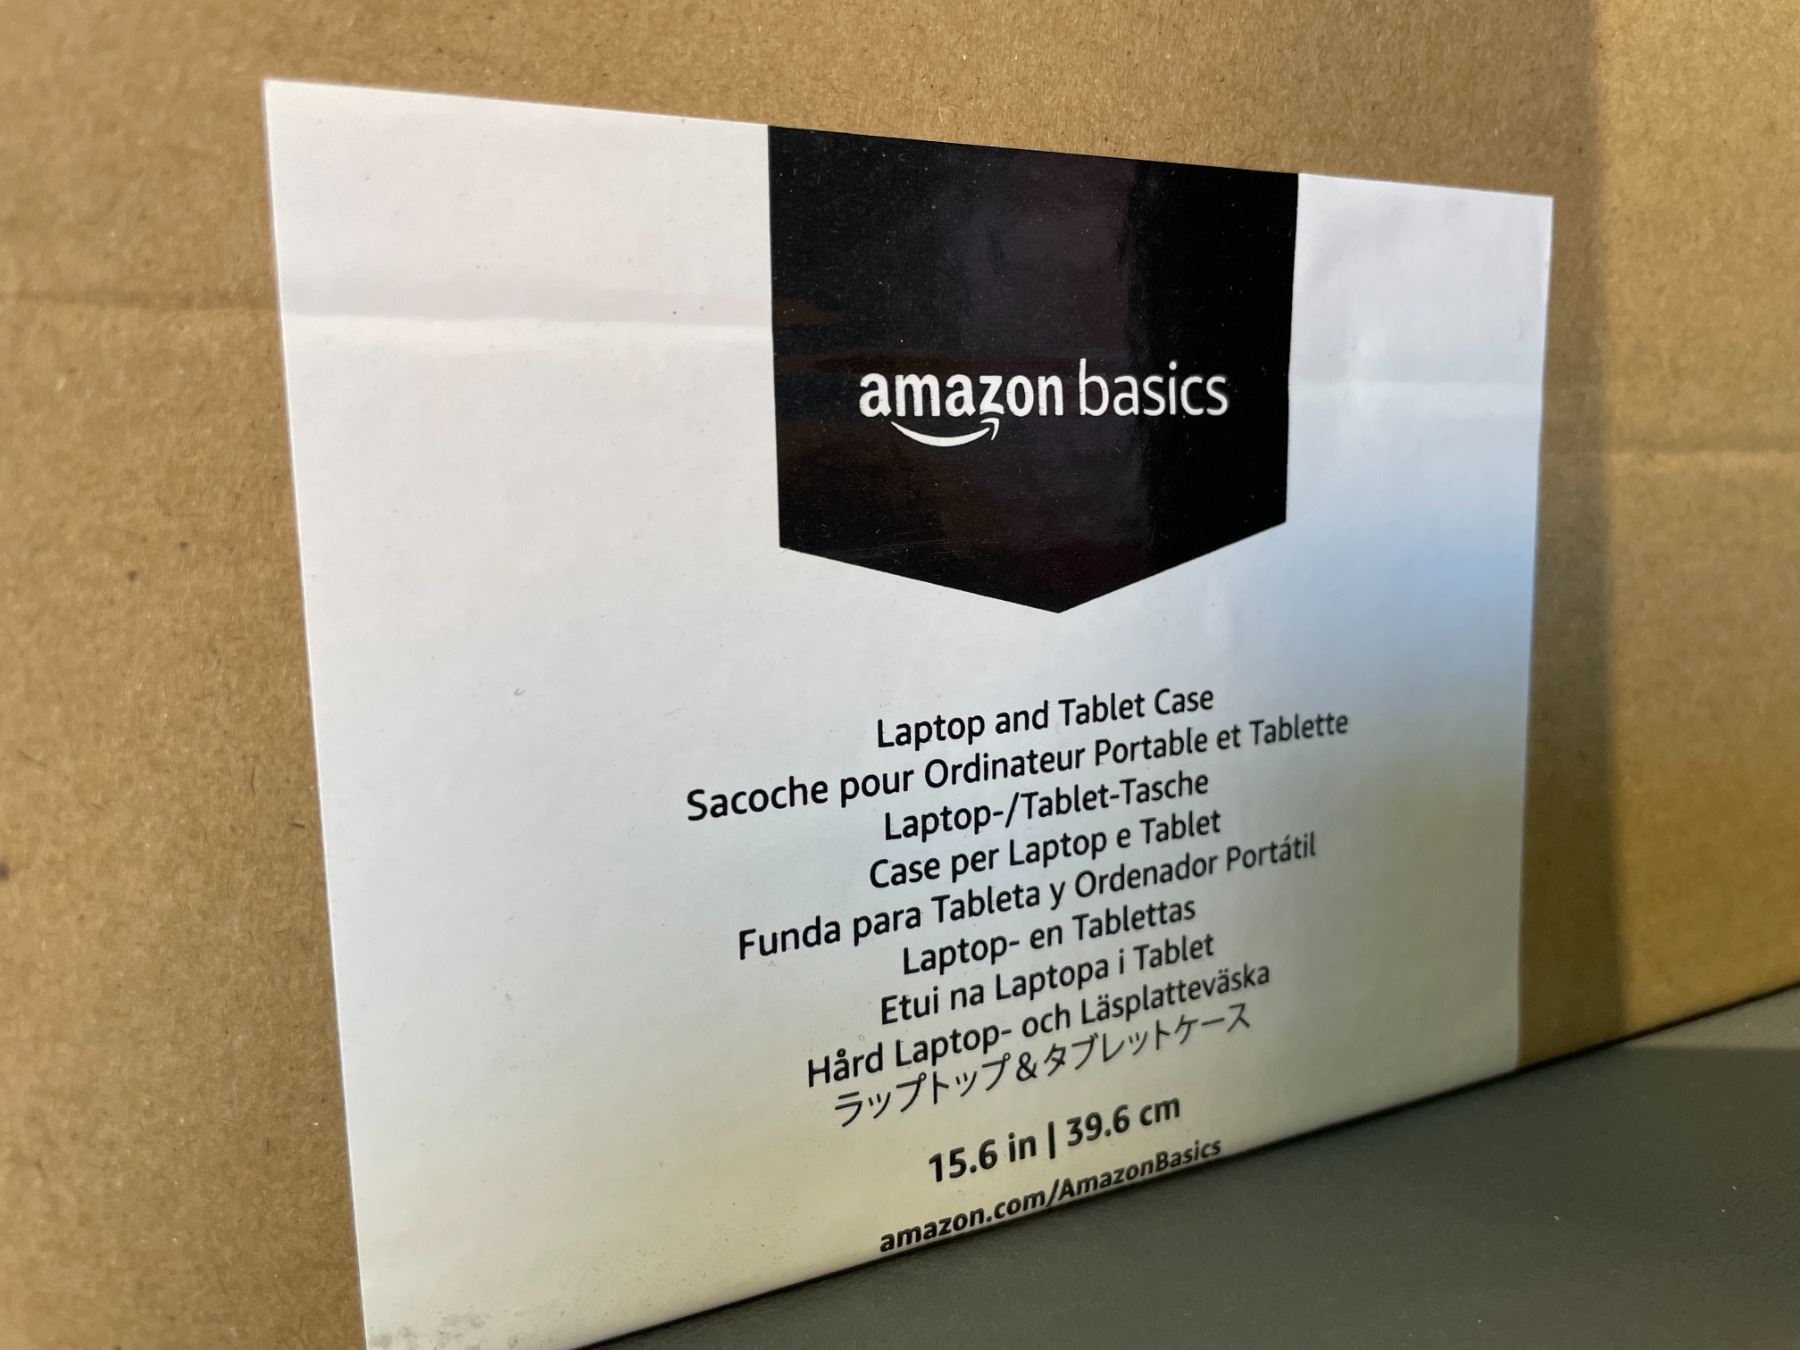 amazon basics
Laptop and Tablet Case
Sacoche pour Ordinateur Portable et Tablette
Laptop-/Tablet-Tasche
Case per Laptop e Tablet
Funda para Tableta y Ordenador Portátil
Laptop- en Tablettas
Etui na Laptopa i Tablet
Hård Laptop- och Läsplatteväska
ラップトップ&タブレットケース
15.6 in | 39.6 cm
amazon.com/AmazonBasics